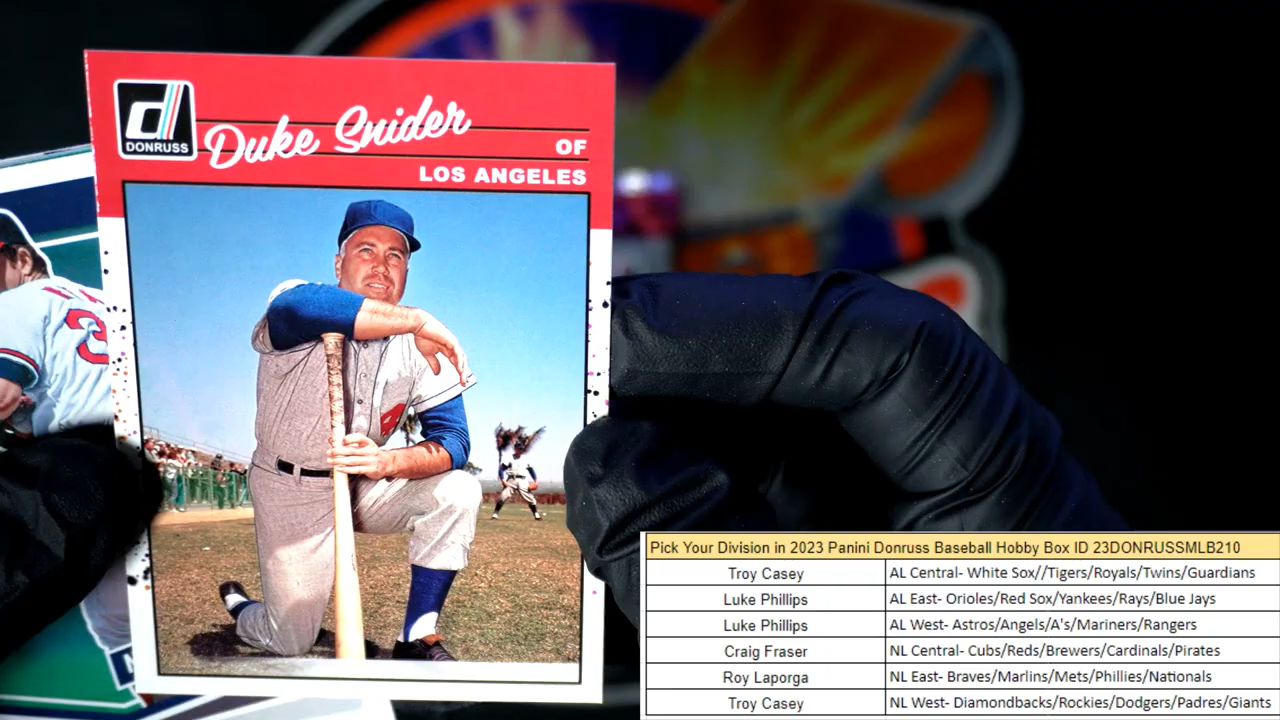 DONRUSS
Duke Snider
OF
LOS ANGELES
Pick Your Division in 2023 Panini Donruss Baseball Hobby Box ID 23DONRUSSMLB210
Troy Casey AL Central- White Sox//Tigers/Royals/Twins/Guardians
Luke Phillips AL East- Orioles/Red Sox/Yankees/Rays/Blue Jays
Luke Phillips AL West- Astros/Angels/A's/Mariners/Rangers
Craig Fraser NL Central- Cubs/Reds/Brewers/Cardinals/Pirates
Roy Laporga NL East- Braves/Marlins/Mets/Phillies/Nationals
Troy Casey NL West- Diamondbacks/Rockies/Dodgers/Padres/Giants